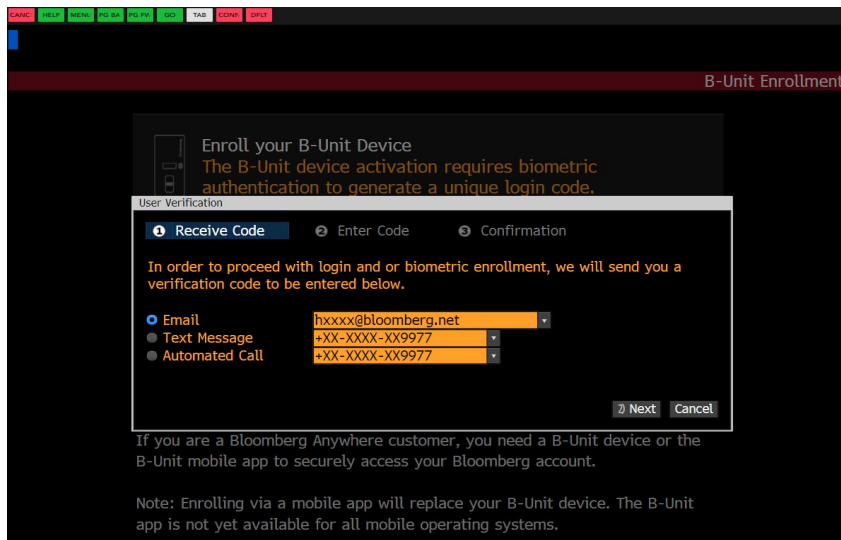 CANC HELP MENU PG BA PG FW GO TAB CONF DFLT
B-Unit Enrollment
Enroll your B-Unit Device
The B-Unit device activation requires biometric
authentication to generate a unique login code.
User Verification
1 Receive Code 2 Enter Code 3 Confirmation
In order to proceed with login and or biometric enrollment, we will send you a
verification code to be entered below.
Email hxxxx@bloomberg.net
Text Message +XX-XXXX-XX9977
Automated Call +XX-XXXX-XX9977
2) Next Cancel
If you are a Bloomberg Anywhere customer, you need a B-Unit device or the
B-Unit mobile app to securely access your Bloomberg account.
Note: Enrolling via a mobile app will replace your B-Unit device. The B-Unit
app is not yet available for all mobile operating systems.